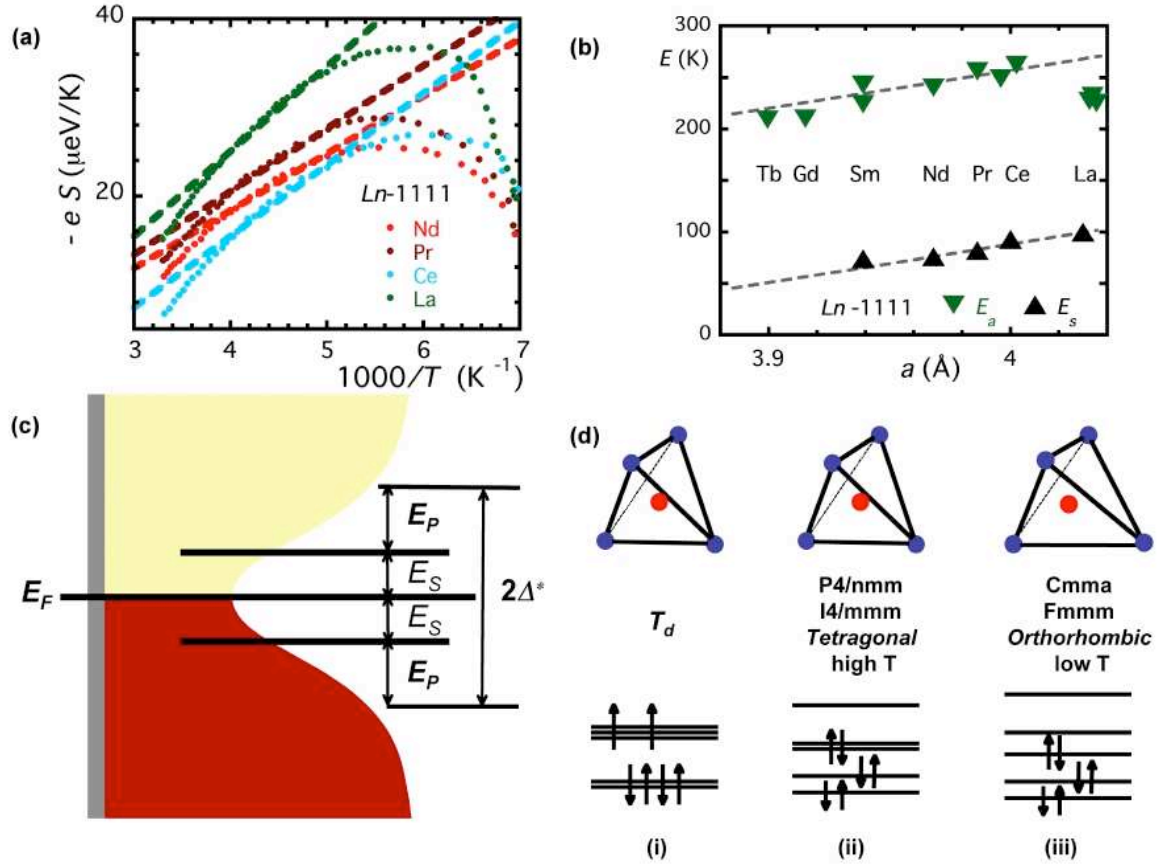 (a)
40
20
- e S (μeV/K)
Ln-1111
Nd
Pr
Ce
La
3 4 5 6 7
1000/T (K⁻¹)
(b)
300
E (K)
200
100
0
Tb Gd Sm Nd Pr Ce La
Ln -1111 ▼ E_a ▲ E_s
3.9 4
a (Å)
(c)
E_P
E_S
E_F
2Δ*
E_S
E_P
(d)
T_d
P4/nmm
I4/mmm
Tetragonal
high T
Cmma
Fmmm
Orthorhombic
low T
(i) (ii) (iii)